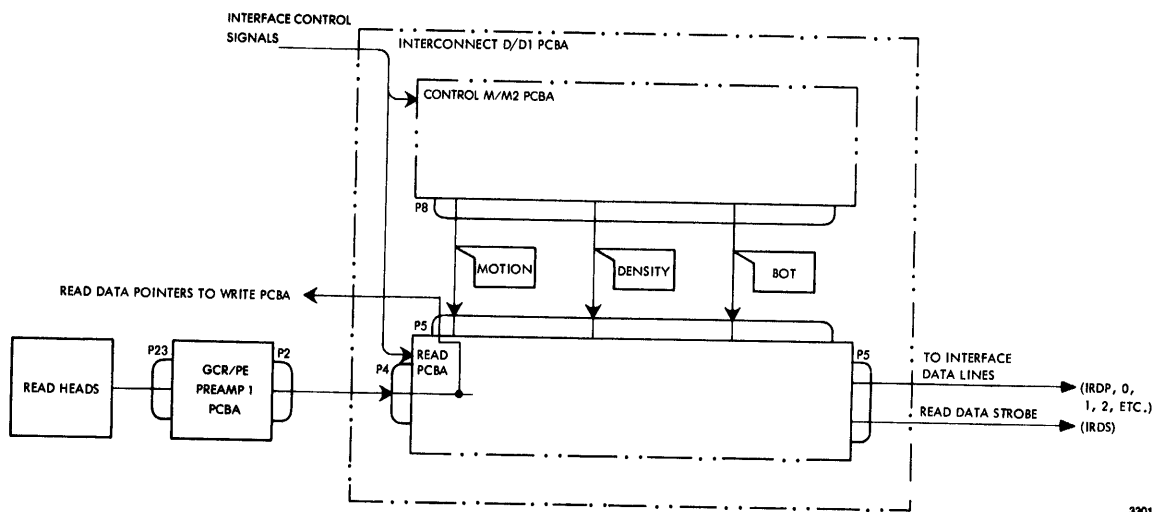 INTERFACE CONTROL
SIGNALS
INTERCONNECT D/D1 PCBA
CONTROL M/M2 PCBA
P8
MOTION
DENSITY
BOT
READ DATA POINTERS TO WRITE PCBA
P5
READ HEADS
P23
GCR/PE
PREAMP 1
PCBA
P2
P4
READ
PCBA
P5
TO INTERFACE
DATA LINES
(IRDP, 0,
1, 2, ETC.)
READ DATA STROBE
(IRDS)
3301